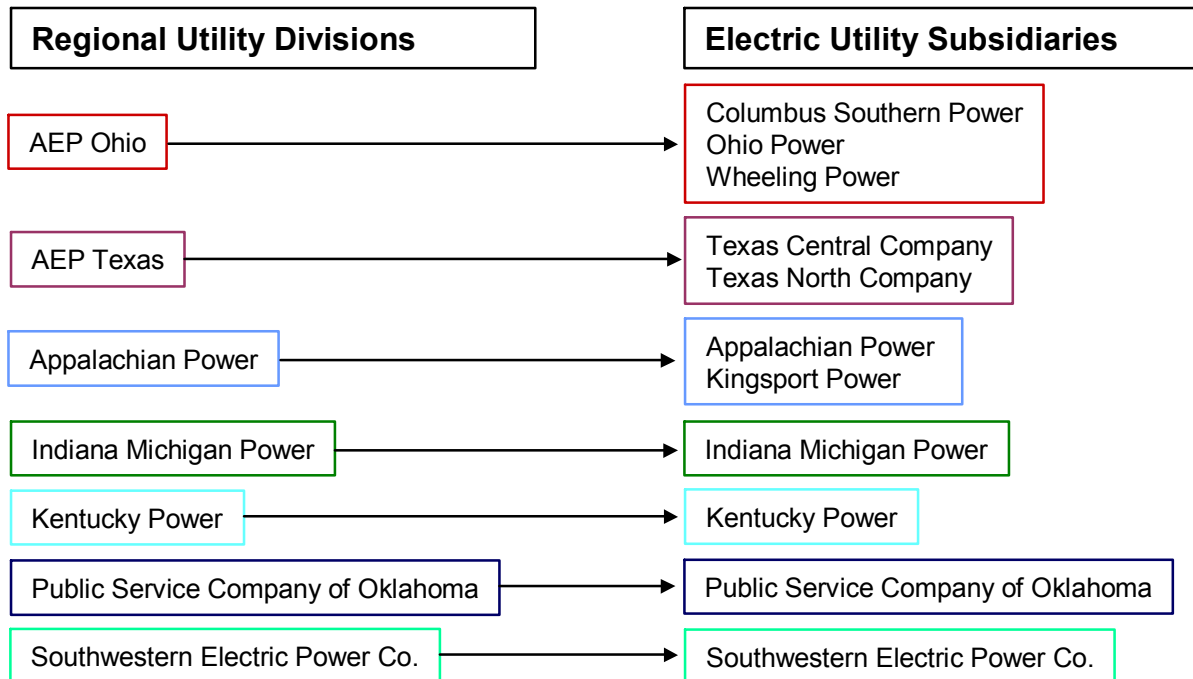 Regional Utility Divisions
Electric Utility Subsidiaries
AEP Ohio
Columbus Southern Power
Ohio Power
Wheeling Power
AEP Texas
Texas Central Company
Texas North Company
Appalachian Power
Appalachian Power
Kingsport Power
Indiana Michigan Power
Indiana Michigan Power
Kentucky Power
Kentucky Power
Public Service Company of Oklahoma
Public Service Company of Oklahoma
Southwestern Electric Power Co.
Southwestern Electric Power Co.